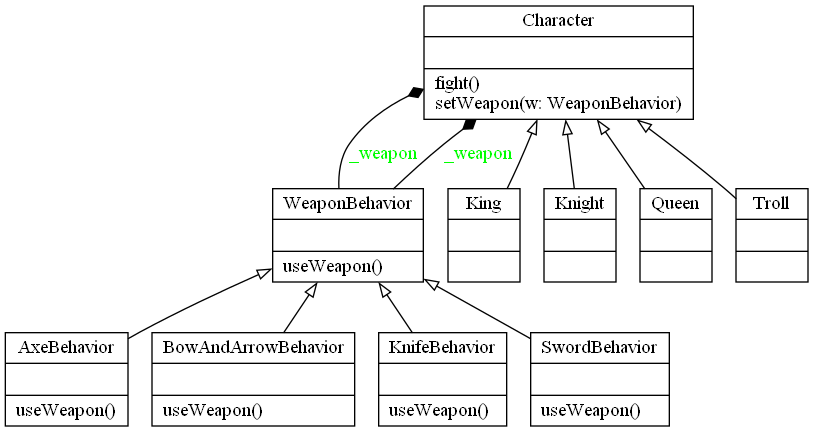 Character
fight()
setWeapon(w: WeaponBehavior)
_weapon
_weapon
WeaponBehavior
useWeapon()
King
Knight
Queen
Troll
AxeBehavior
useWeapon()
BowAndArrowBehavior
useWeapon()
KnifeBehavior
useWeapon()
SwordBehavior
useWeapon()